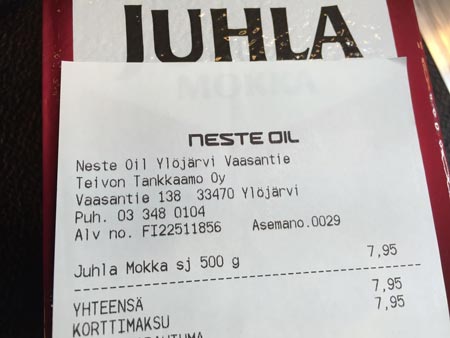 JUHLA
MOKKA
NESTE OIL
Neste Oil Ylöjärvi Vaasantie
Teivon Tankkaamo Oy
Vaasantie 138 33470 Ylöjärvi
Puh. 03 348 0104
Alv no. FI22511856 Asemano.0029
Juhla Mokka sj 500 g 7,95
YHTEENSÄ 7,95
KORTTIMAKSU 7,95